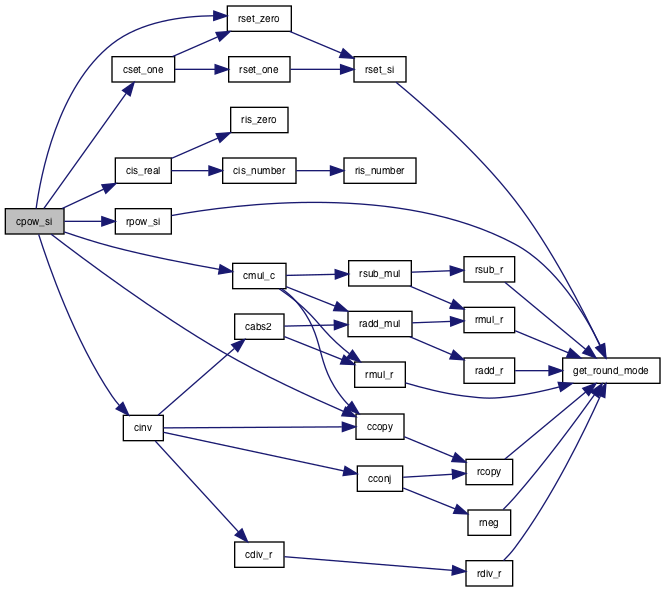 rset_zero
cset_one
rset_one
rset_si
ris_zero
cis_real
cis_number
ris_number
cpow_si
rpow_si
cmul_c
rsub_mul
rsub_r
cabs2
radd_mul
rmul_r
rmul_r
radd_r
get_round_mode
cinv
ccopy
cconj
rcopy
rneg
cdiv_r
rdiv_r